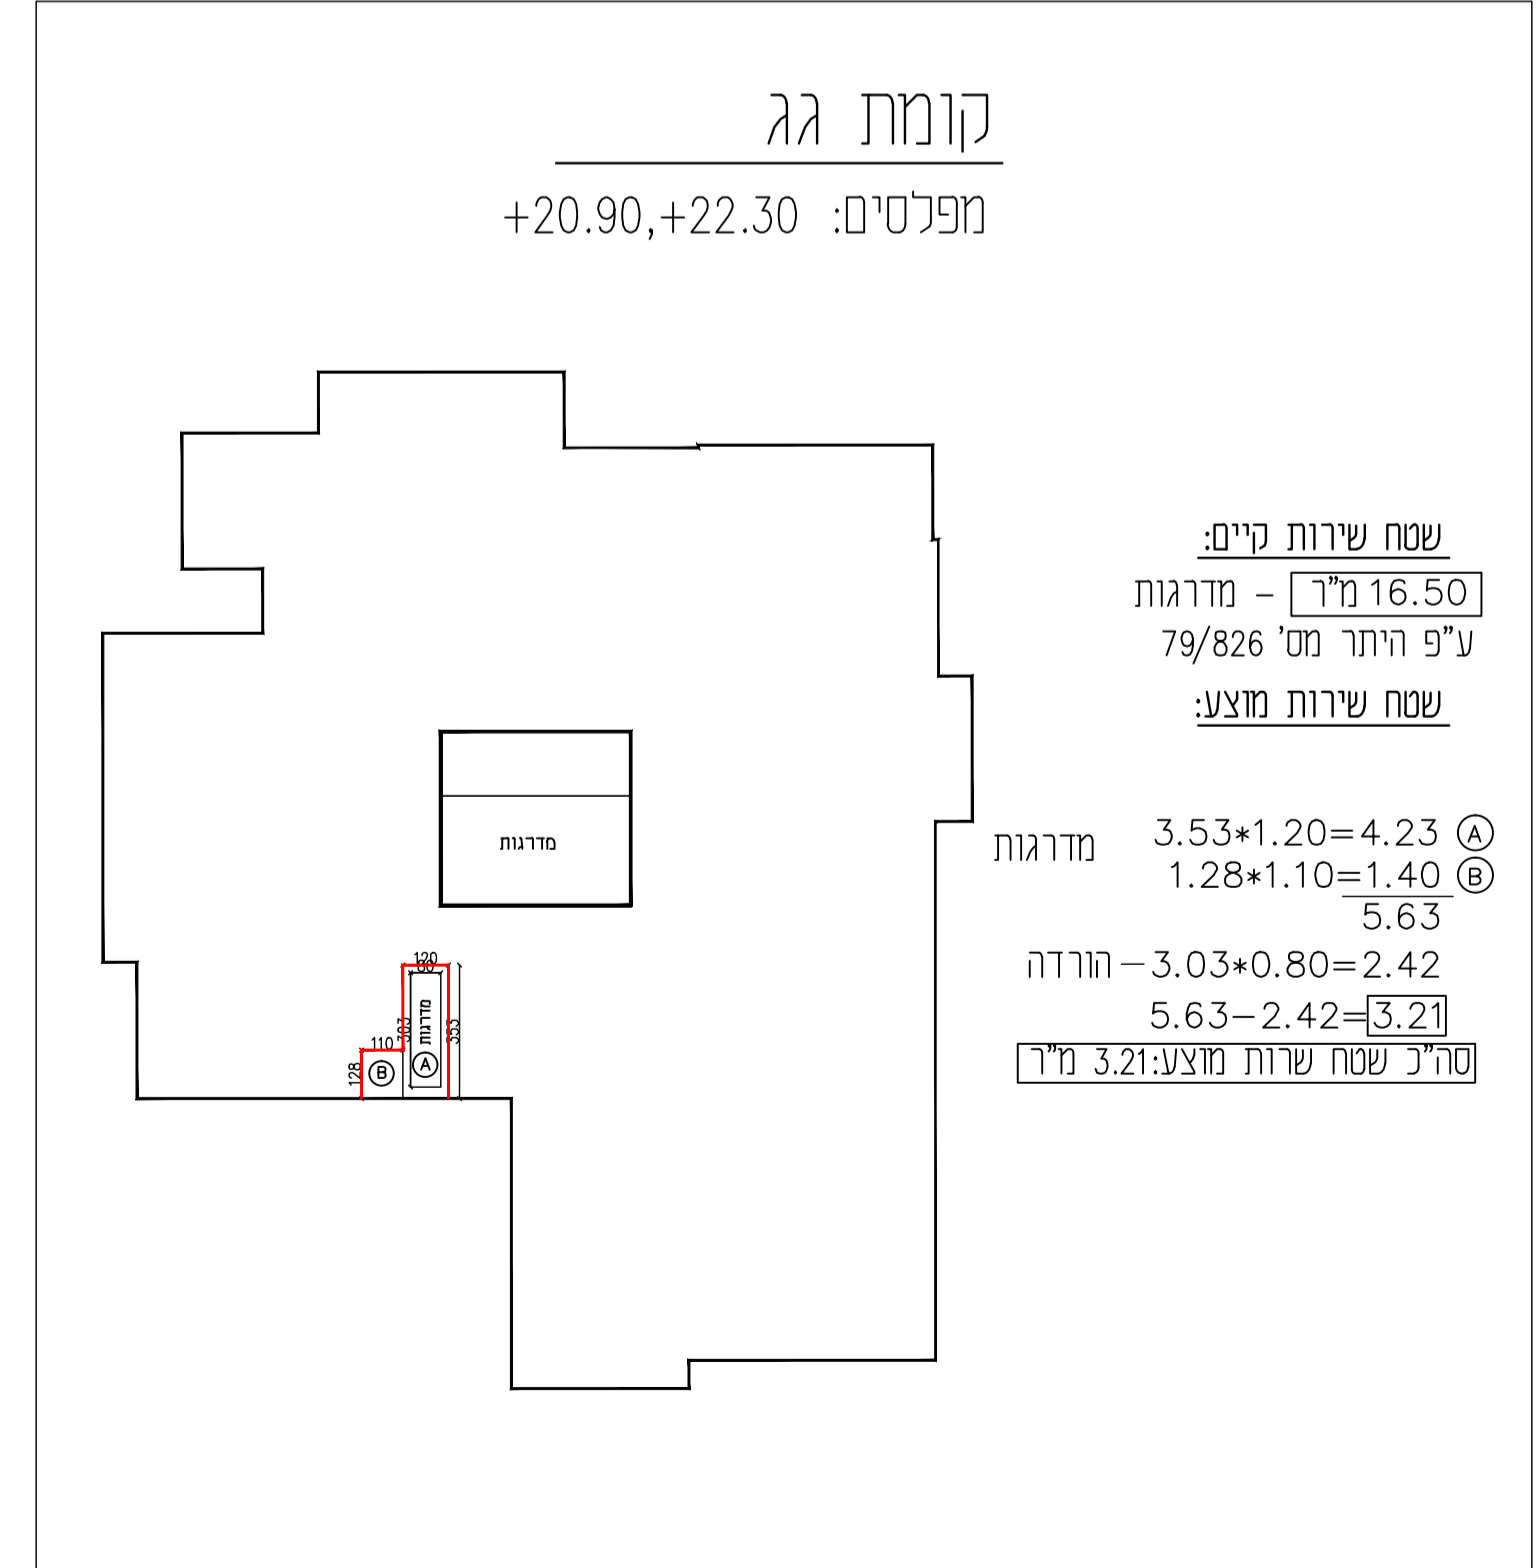 קומת גג
מפלסים: +20.90,+22.30
שטח שירות קיים:
16.50 מ"ר - מדרגות
ע"פ היתר מס' 79/826
שטח שירות מוצע:
מדרגות
3.53*1.20=4.23 A
1.28*1.10=1.40 B
5.63
הורדה -3.03*0.80=2.42
5.63-2.42=3.21
סה"כ שטח שרות מוצע:3.21 מ"ר
מדרגות
120
80
303
מדרגות
353
A
110
128
B